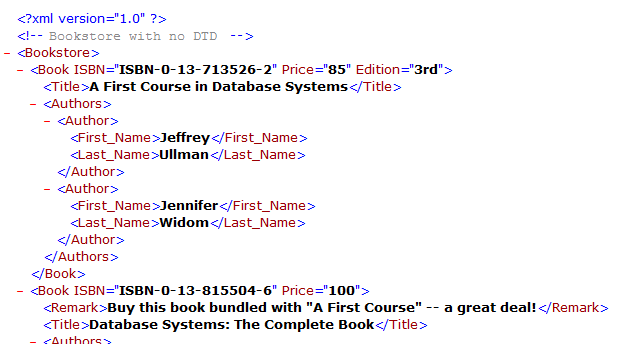 <?xml version="1.0" ?>
<!-- Bookstore with no DTD -->
- <Bookstore>
- <Book ISBN="ISBN-0-13-713526-2" Price="85" Edition="3rd">
<Title>A First Course in Database Systems</Title>
- <Authors>
- <Author>
<First_Name>Jeffrey</First_Name>
<Last_Name>Ullman</Last_Name>
</Author>
- <Author>
<First_Name>Jennifer</First_Name>
<Last_Name>Widom</Last_Name>
</Author>
</Authors>
</Book>
- <Book ISBN="ISBN-0-13-815504-6" Price="100">
<Remark>Buy this book bundled with "A First Course" -- a great deal!</Remark>
<Title>Database Systems: The Complete Book</Title>
- <Authors>